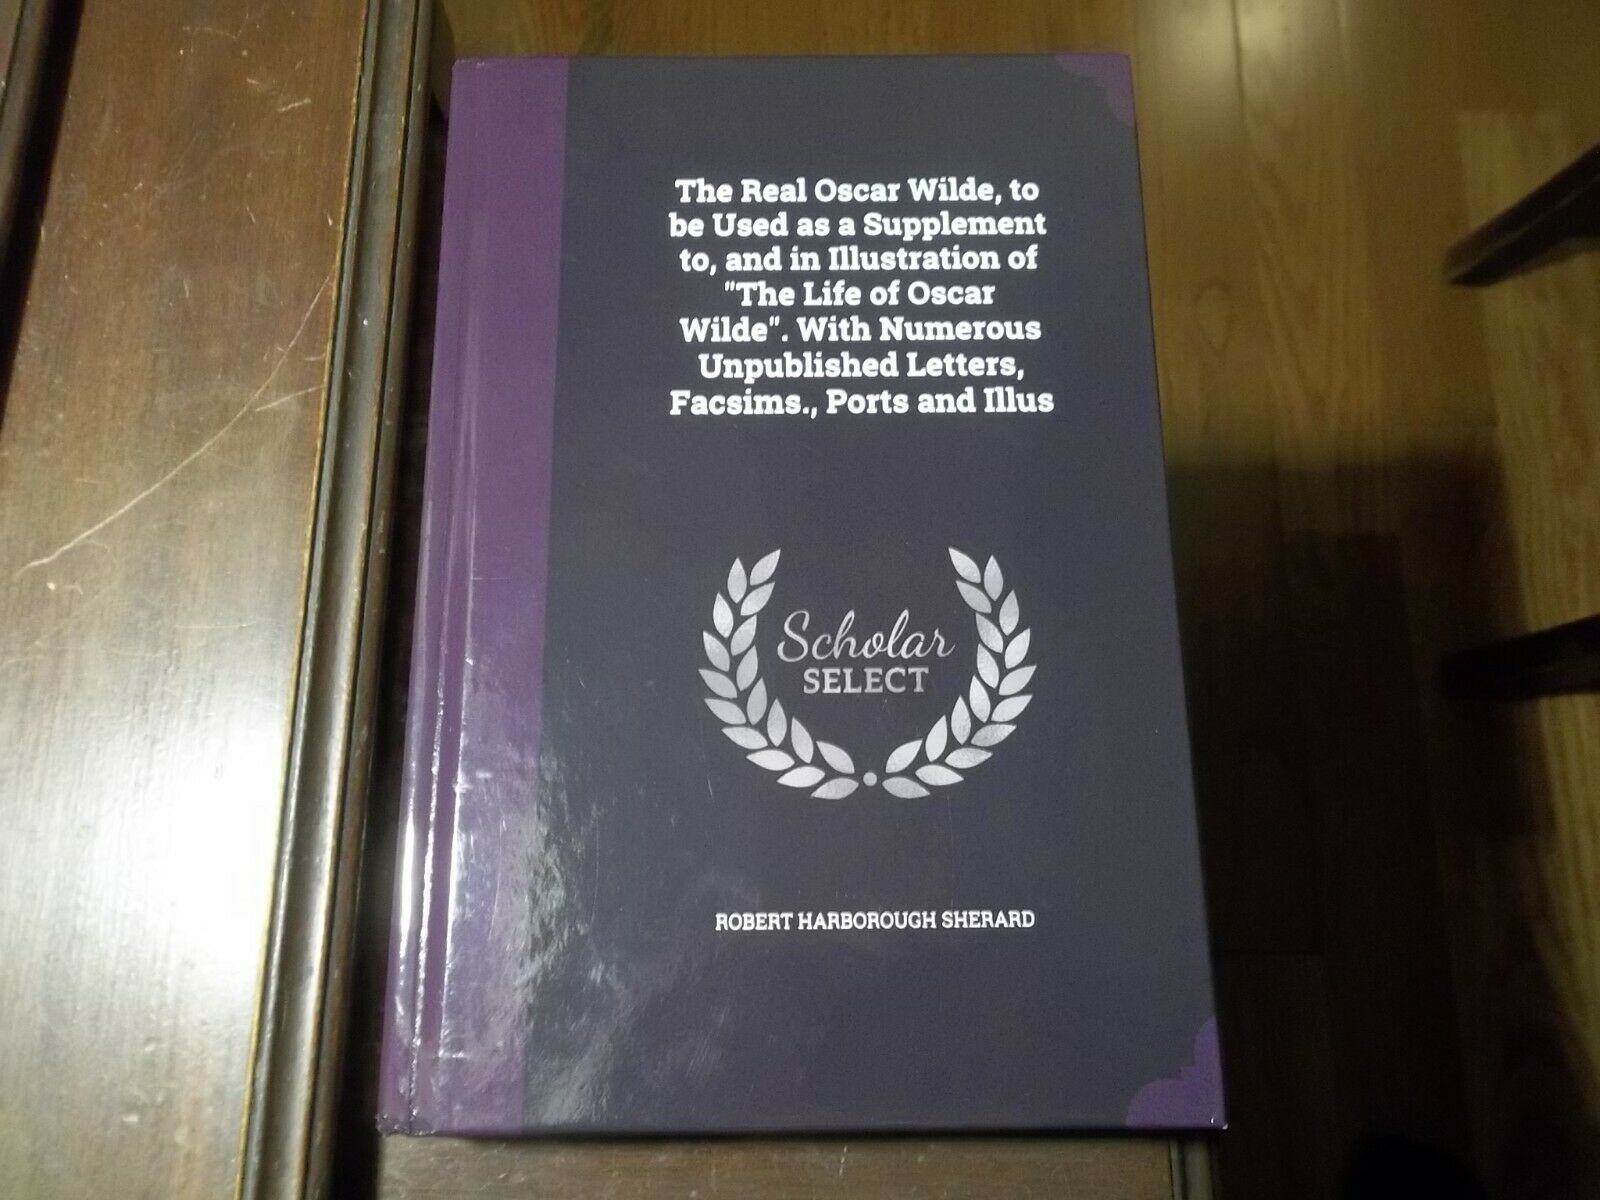 The Real Oscar Wilde, to
be Used as a Supplement
to, and in Illustration of
"The Life of Oscar
Wilde". With Numerous
Unpublished Letters,
Facsims., Ports and Illus
Scholar
SELECT
ROBERT HARBOROUGH SHERARD